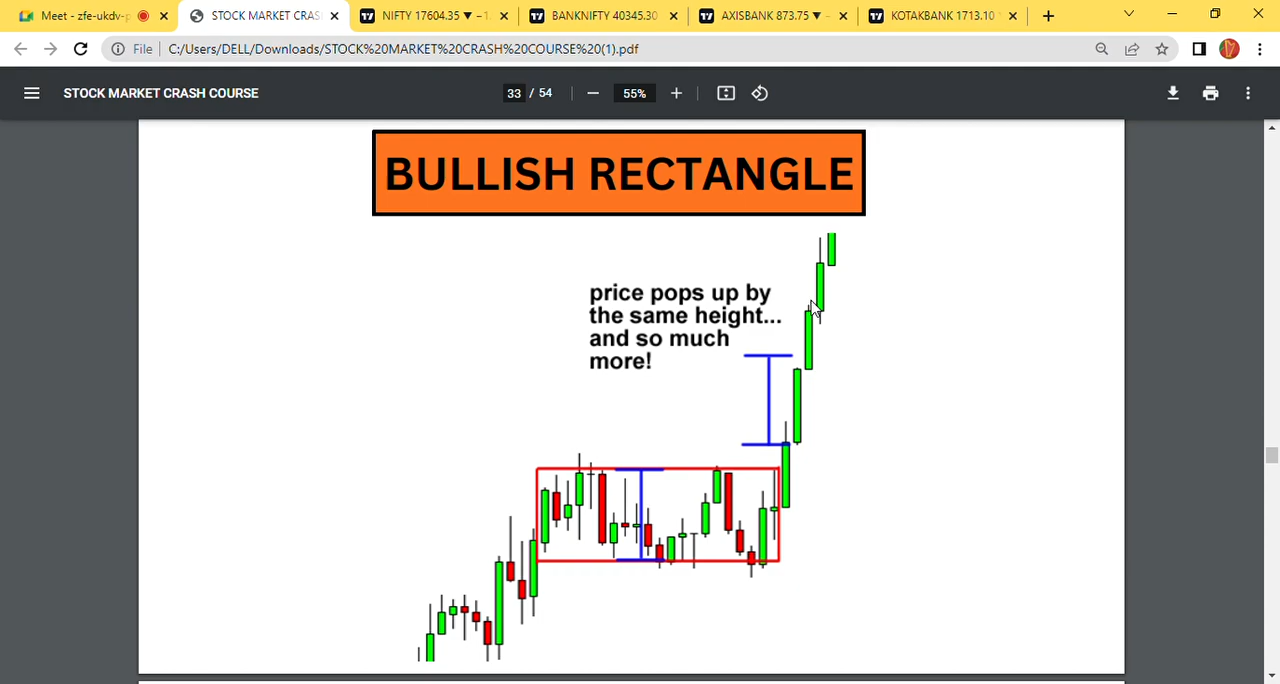 Meet - zfe-ukdv-p
STOCK MARKET CRAS
NIFTY 17604.35 ▼ −1.
BANKNIFTY 40345.30
AXISBANK 873.75 ▼ -
KOTAKBANK 1713.10
File | C:/Users/DELL/Downloads/STOCK%20MARKET%20CRASH%20COURSE%20(1).pdf
STOCK MARKET CRASH COURSE
33 / 54
55%
BULLISH RECTANGLE
price pops up by
the same height...
and so much
more!